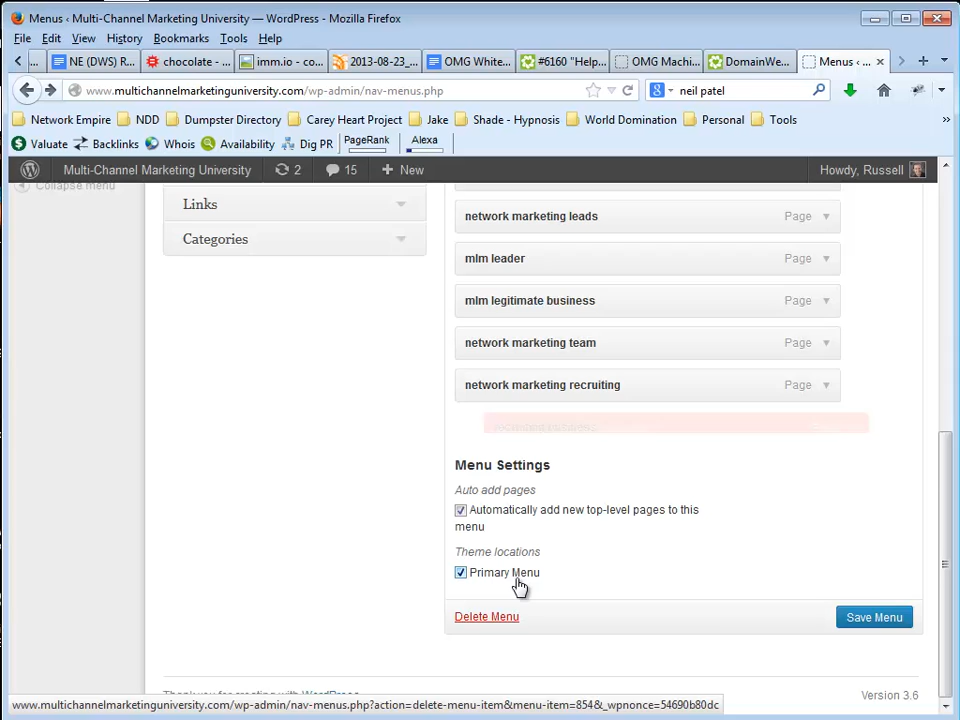 Menus ‹ Multi-Channel Marketing University — WordPress - Mozilla Firefox
File Edit View History Bookmarks Tools Help
... NE (DWS) R... chocolate - ... imm.io - co... 2013-08-23_... OMG White... #6160 "Help... OMG Machi... DomainWe... Menus ‹ ...
www.multichannelmarketinguniversity.com/wp-admin/nav-menus.php neil patel
Network Empire NDD Dumpster Directory Carey Heart Project Jake Shade - Hypnosis World Domination Personal Tools »
Valuate Backlinks Whois Availability Dig PR PageRank Alexa
Multi-Channel Marketing University 2 15 + New Howdy, Russell
Collapse menu
Links
Categories
network marketing leads Page
mlm leader Page
mlm legitimate business Page
network marketing team Page
network marketing recruiting Page
Menu Settings
Auto add pages
Automatically add new top-level pages to this
menu
Theme locations
Primary Menu
Delete Menu Save Menu
Thank you for creating with WordPress. Version 3.6
www.multichannelmarketinguniversity.com/wp-admin/nav-menus.php?action=delete-menu-item&menu-item=854&_wpnonce=54690b80dc